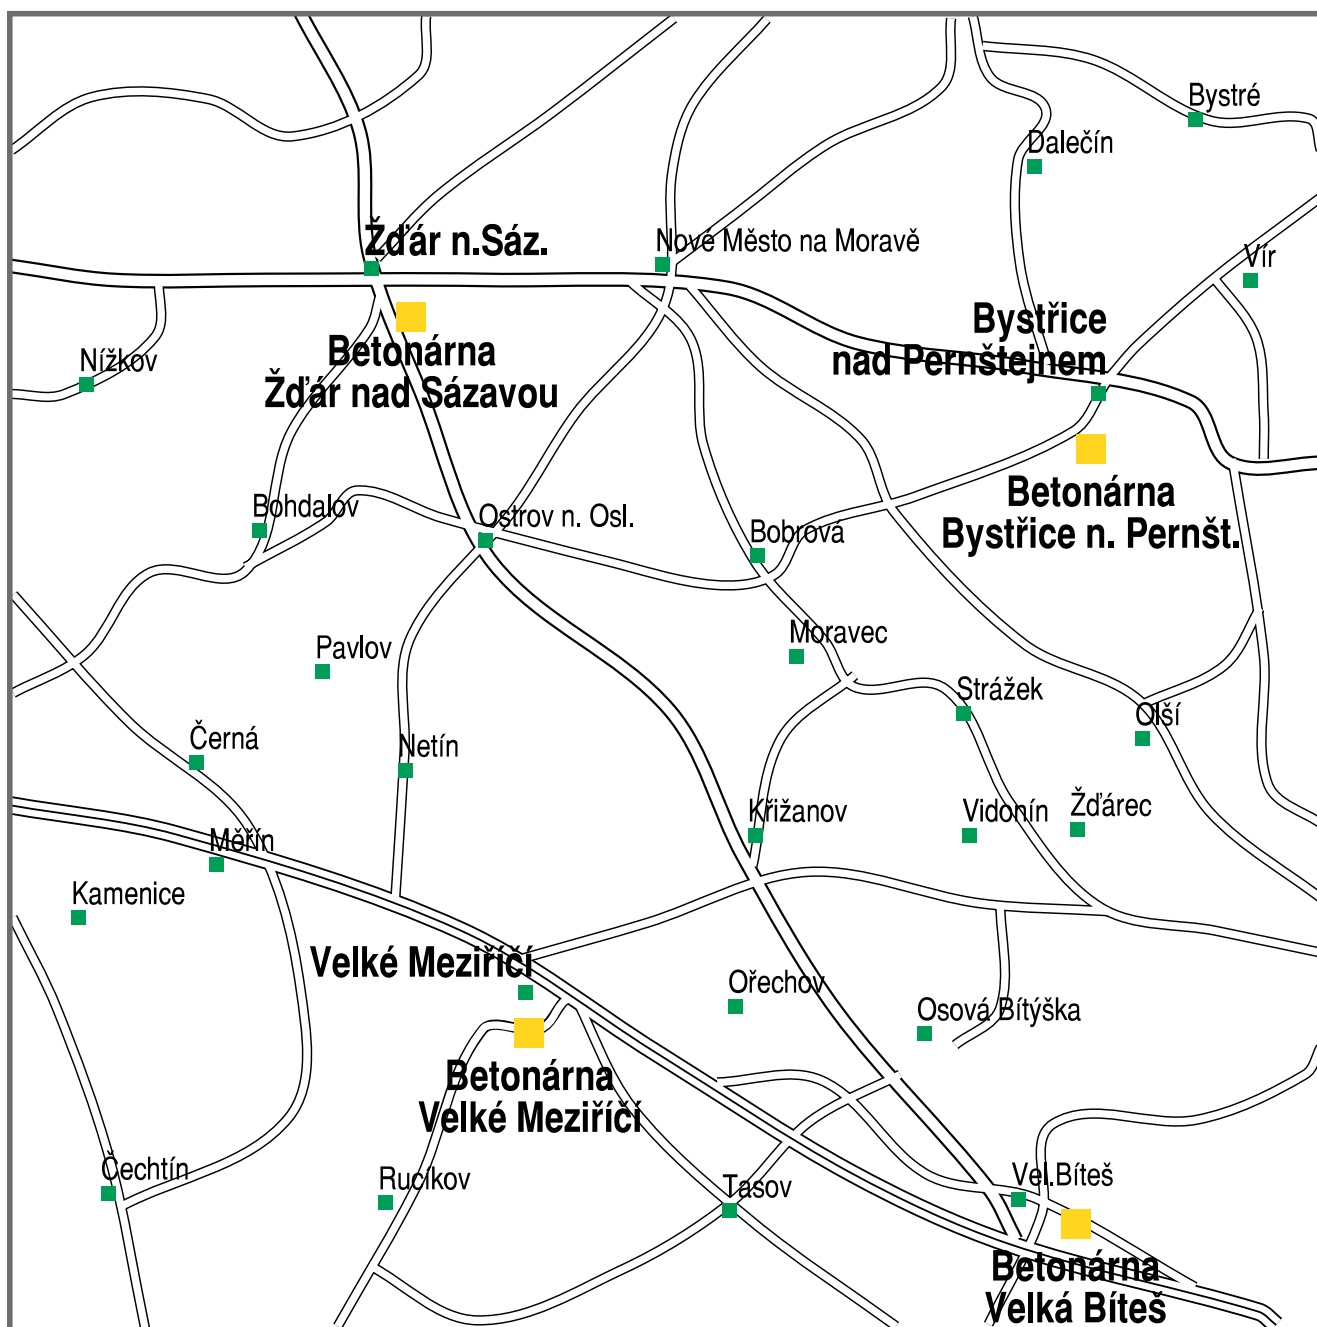 Bystré
Dalečín
Žďár n.Sáz.
Nové Město na Moravě
Vír
Bystřice
nad Pernštejnem
Betonárna
Žďár nad Sázavou
Nížkov
Betonárna
Bystřice n. Pernšt.
Bohdalov
Ostrov n. Osl.
Bobrová
Pavlov
Moravec
Strážek
Olší
Černá
Netín
Křižanov
Vidonín
Žďárec
Měřín
Kamenice
Velké Meziříčí
Ořechov
Osová Bítýška
Betonárna
Velké Meziříčí
Čechtín
Rucíkov
Tasov
Vel.Bíteš
Betonárna
Velká Bíteš